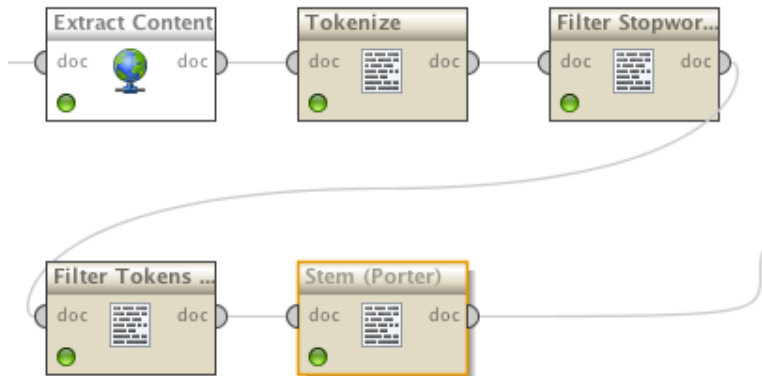 Extract Content
doc doc
Tokenize
doc doc
Filter Stopwor...
doc doc
Filter Tokens ...
doc doc
Stem (Porter)
doc doc